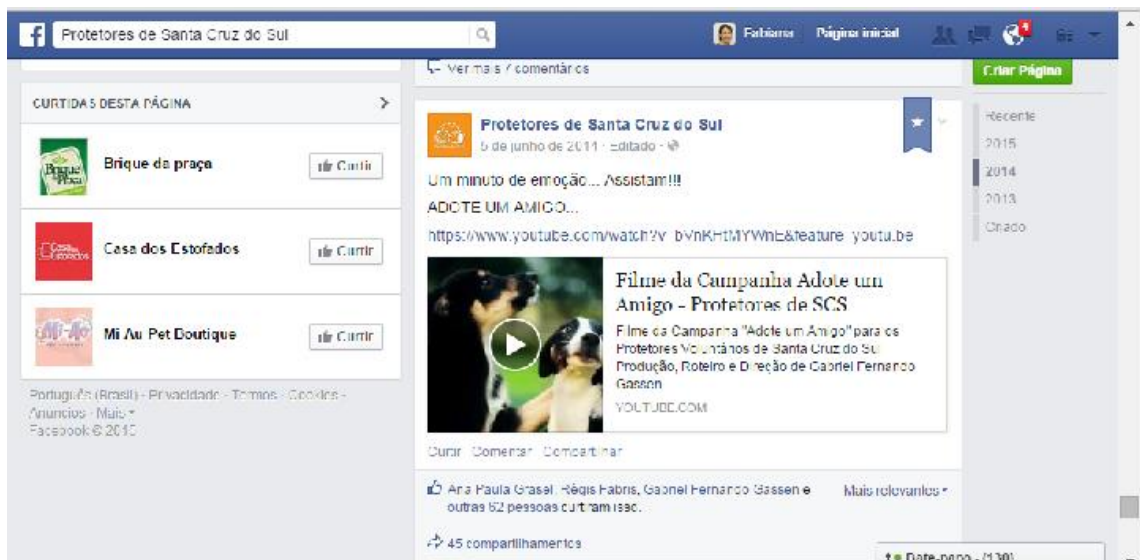 Protetores de Santa Cruz do Sul
Fabiana
Página inicial
Ver mais 7 comentários
Criar Página
CURTIDAS DESTA PÁGINA
Brique da praça
Curtir
Casa dos Estofados
Curtir
Mi Au Pet Boutique
Curtir
Português (Brasil) · Privacidade · Termos · Cookies ·
Anúncios · Mais
Facebook © 2015
Protetores de Santa Cruz do Sul
5 de junho de 2014 · Editado ·
Um minuto de emoção... Assistam!!!
ADOTE UM AMIGO...
Filme da Campanha Adote um
Amigo - Protetores de SCS
Filme da Campanha "Adote um Amigo" para os
Protetores Voluntários de Santa Cruz do Sul
Produção, Roteiro e Direção de Gabriel Fernando
Gassen
YOUTUBE.COM
Curtir · Comentar · Compartilhar
Ana Paula Grasel, Régis Fabris, Gabriel Fernando Gassen e
outras 62 pessoas curtiram isso.
Mais relevantes
45 compartilhamentos
Recente
2015
2014
2013
Criado
Bate-papo (130)